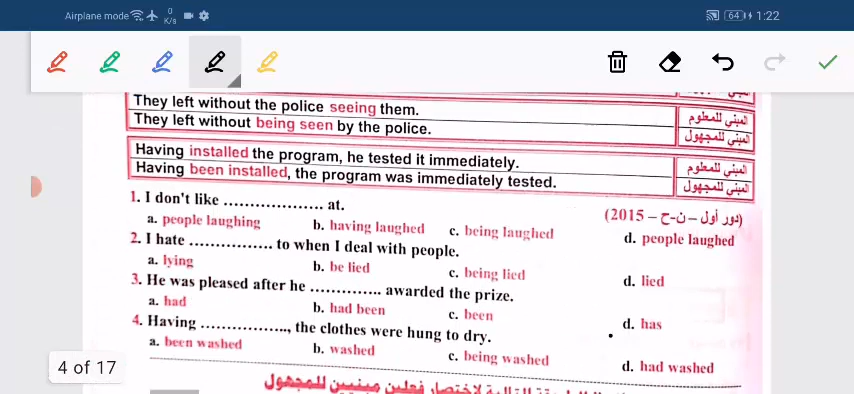 Airplane mode 0 K/s 64 1:22
They left without the police seeing them. المبني للمعلوم
They left without being seen by the police. المبني للمجهول
Having installed the program, he tested it immediately. المبني للمعلوم
Having been installed, the program was immediately tested. المبني للمجهول
1. I don't like .................. at. (دور أول – ن-ح – 2015)
a. people laughing b. having laughed c. being laughed d. people laughed
2. I hate ............... to when I deal with people.
a. lying b. be lied c. being lied d. lied
3. He was pleased after he ............. awarded the prize.
a. had b. had been c. been d. has
4. Having ................, the clothes were hung to dry.
a. been washed b. washed c. being washed d. had washed
4 of 17